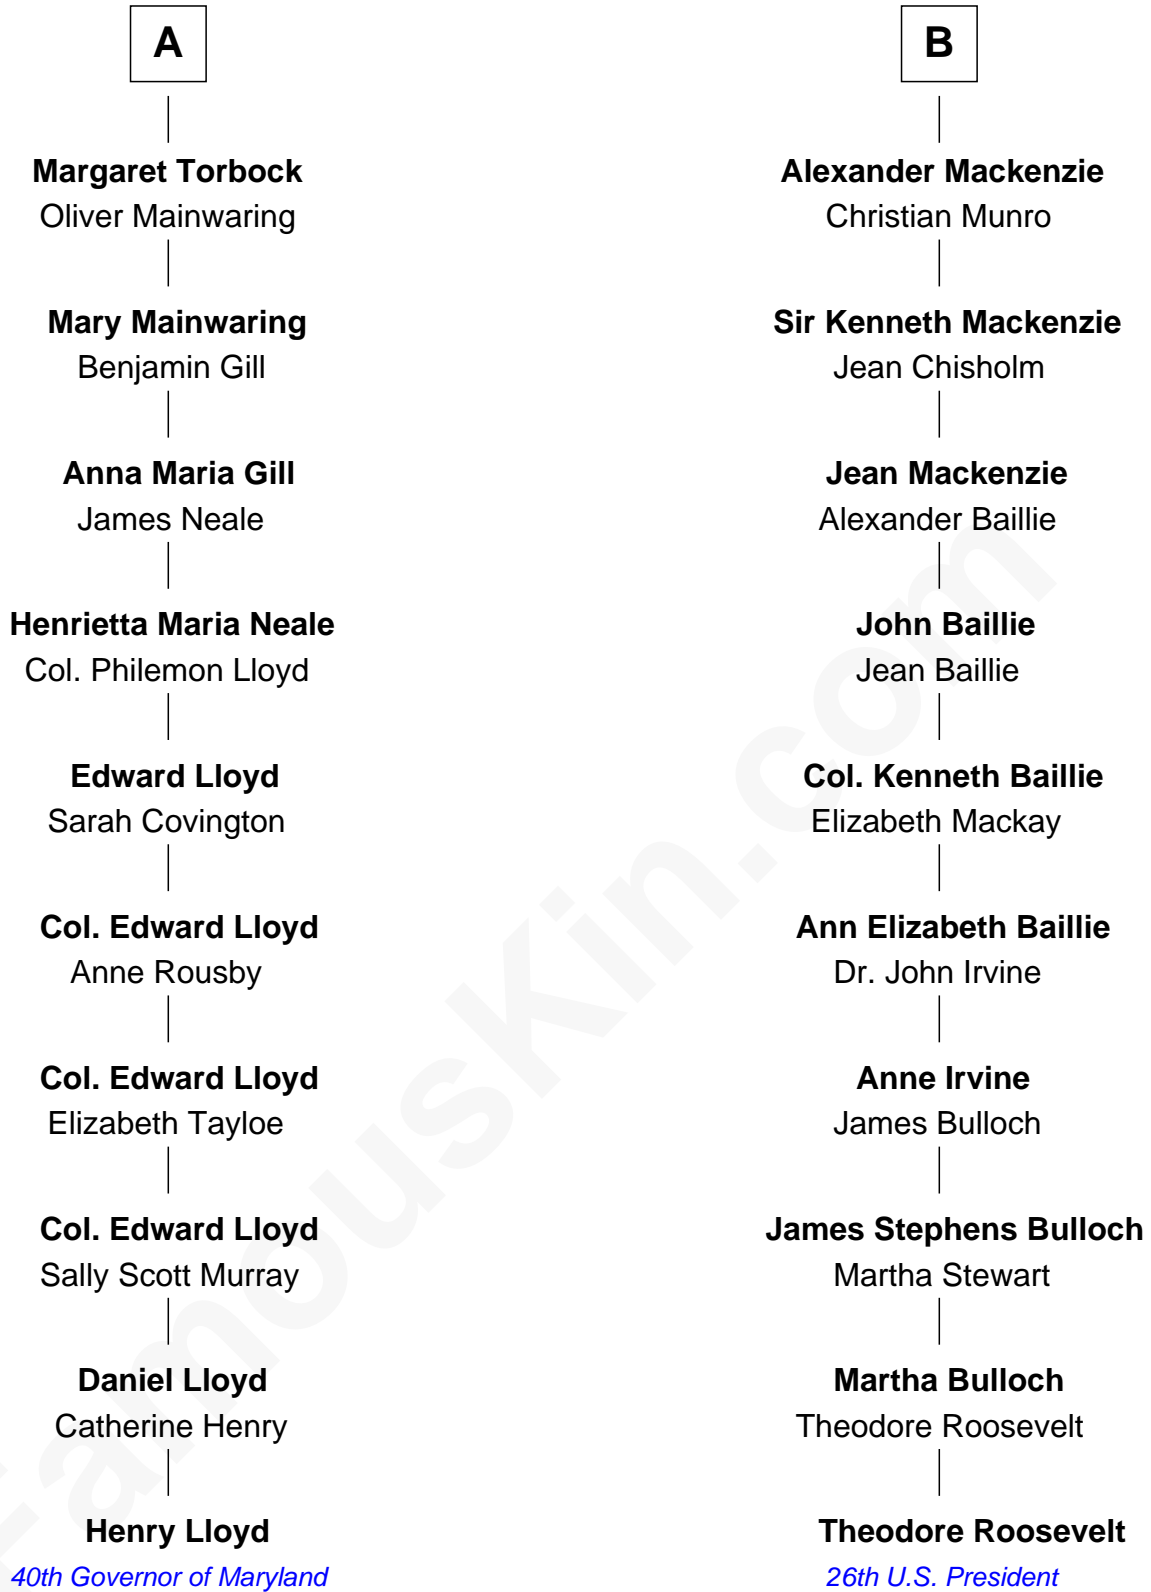 A
Margaret Torbock
Oliver Mainwaring
Mary Mainwaring
Benjamin Gill
Anna Maria Gill
James Neale
Henrietta Maria Neale
Col. Philemon Lloyd
Edward Lloyd
Sarah Covington
Col. Edward Lloyd
Anne Rousby
Col. Edward Lloyd
Elizabeth Tayloe
Col. Edward Lloyd
Sally Scott Murray
Daniel Lloyd
Catherine Henry
Henry Lloyd
40th Governor of Maryland
B
Alexander Mackenzie
Christian Munro
Sir Kenneth Mackenzie
Jean Chisholm
Jean Mackenzie
Alexander Baillie
John Baillie
Jean Baillie
Col. Kenneth Baillie
Elizabeth Mackay
Ann Elizabeth Baillie
Dr. John Irvine
Anne Irvine
James Bulloch
James Stephens Bulloch
Martha Stewart
Martha Bulloch
Theodore Roosevelt
Theodore Roosevelt
26th U.S. President
FamousKin.com